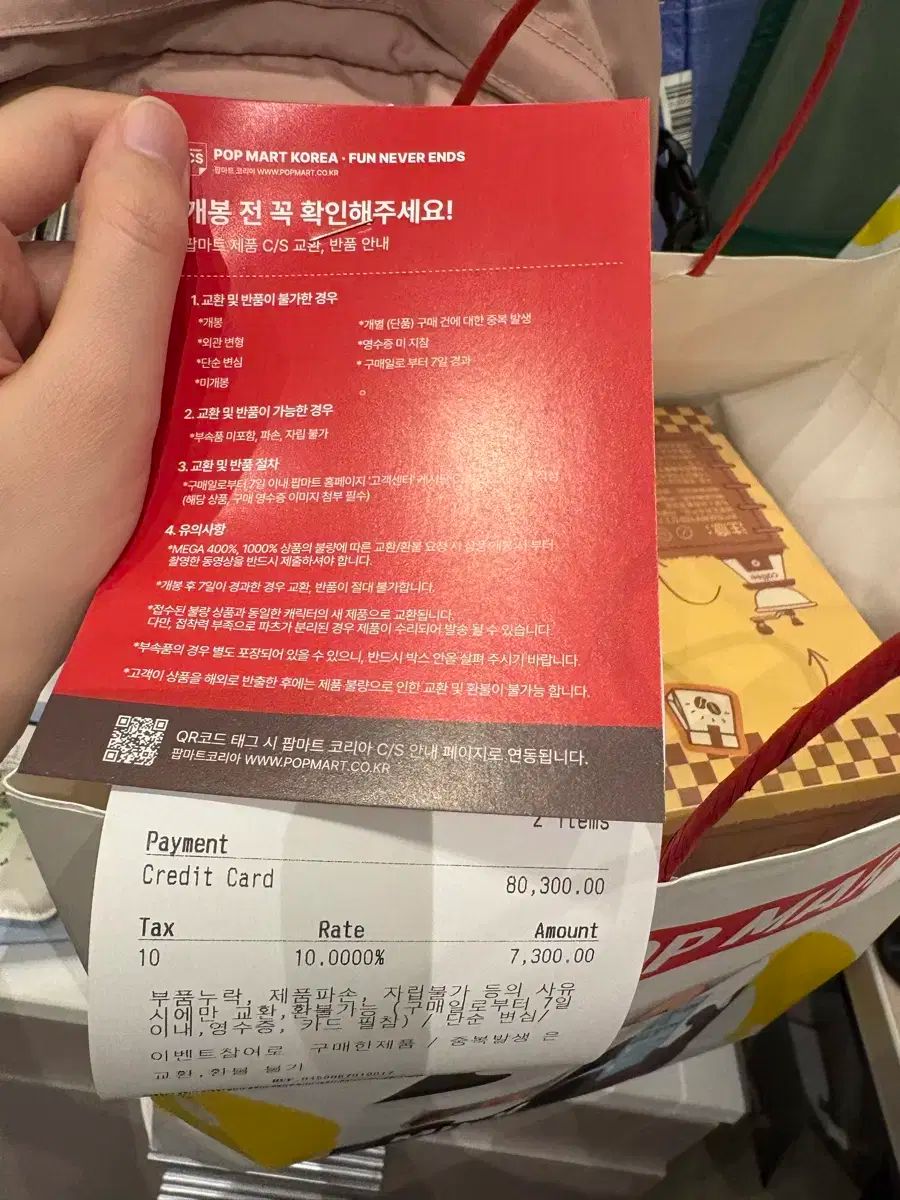 CS
POP MART KOREA · FUN NEVER ENDS
팝마트 코리아 WWW.POPMART.CO.KR
개봉 전 꼭 확인해주세요!
팝마트 제품 C/S 교환, 반품 안내
1. 교환 및 반품이 불가한 경우
*개봉
*개별 (단품) 구매 건에 대한 중복 발생
*외관 변형
*영수증 미 지참
*단순 변심
* 구매일로 부터 7일 경과
*미개봉
2. 교환 및 반품이 가능한 경우
*부속품 미포함, 파손, 자립 불가
3. 교환 및 반품 절차
*구매일로부터 7일 이내 팝마트 홈페이지 '고객센터'
(해당 상품, 구매 영수증 이미지 첨부 필수)
4. 유의사항
*MEGA 400%, 1000% 상품의 불량에 따른 교환/환불 요청 시 부터
촬영한 동영상을 반드시 제출하셔야 합니다.
*개봉 후 7일이 경과한 경우 교환, 반품이 절대 불가합니다.
*접수된 불량 상품과 동일한 캐릭터의 새 제품으로 교환됩니다.
다만, 접착력 부족으로 파츠가 분리된 경우 제품이 수리되어 발송 될 수 있습니다
*부속품의 경우 별도 포장되어 있을 수 있으니, 반드시 박스 안을 살펴 주시기 바랍니다.
*고객이 상품을 해외로 반출한 후에는 제품 불량으로 인한 교환 및 환불이 불가능 합니다.
QR코드 태그 시 팝마트 코리아 C/S 안내 페이지로 연동됩니다.
팝마트코리아 WWW.POPMART.CO.KR
2 items
Payment
Credit Card 80,300.00
Tax Rate Amount
10 10.0000% 7,300.00
부품누락, 제품파손, 자립불가 등의 사유
시에만 교환,환불가능 (구매일로부터 7일
이내,영수증, 카드 필참) / 단순 변심/
이벤트참여로 구매한제품 / 중복발생 은
교환,환불 불가
注意:
coffee
POP MART